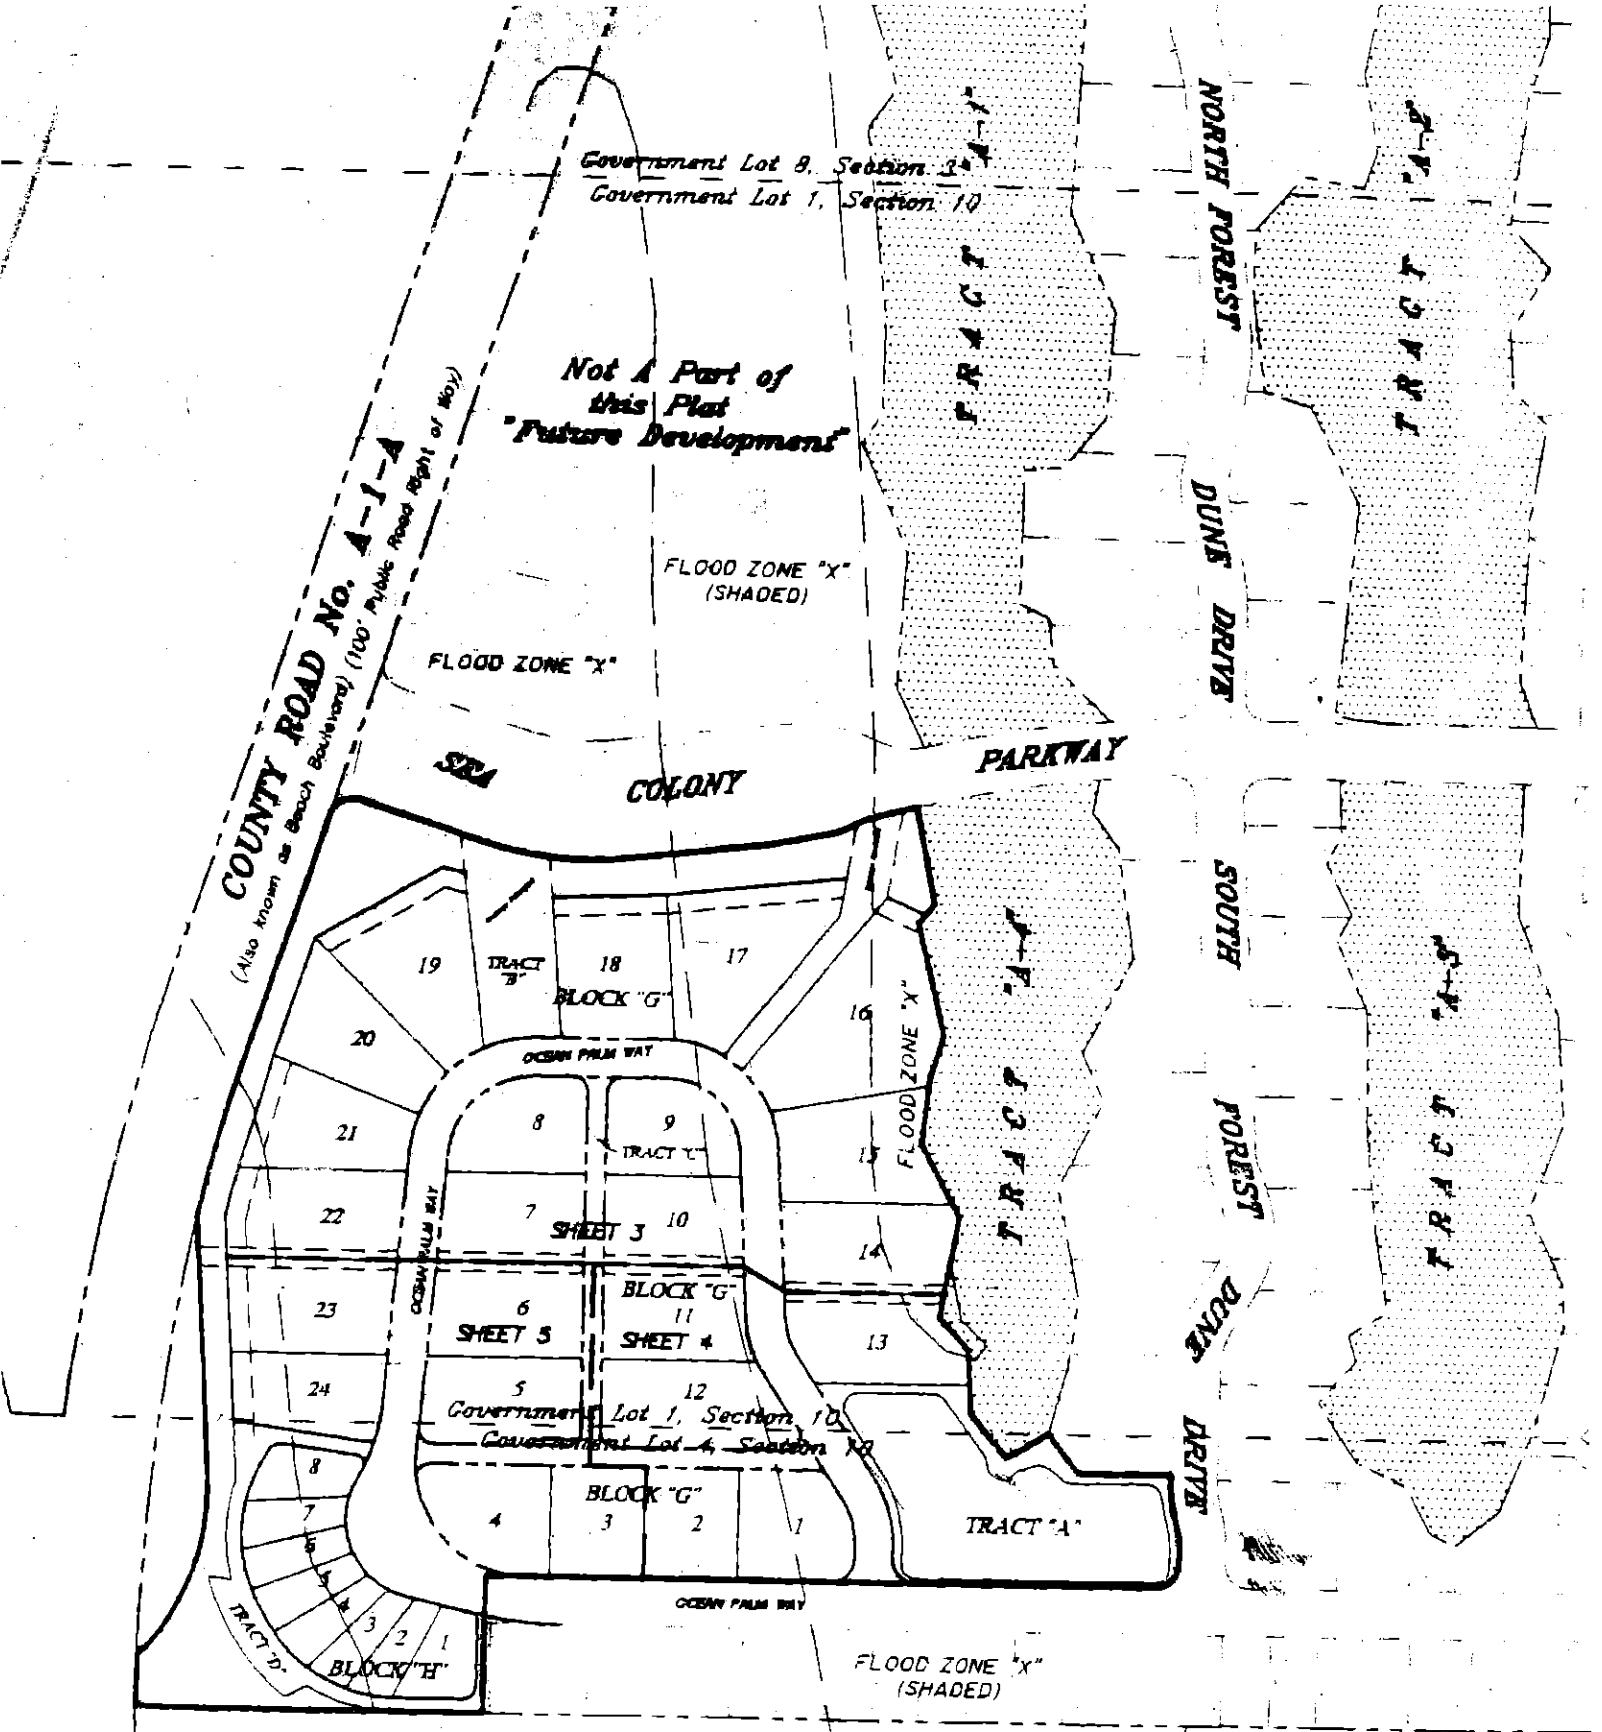 Government Lot 8, Section 3
Government Lot 1, Section 10
TRACT "A-1"
NORTH FOREST
DUNE DRIVE
TRACT "A-2"
Not A Part of
this Plat
"Future Development"
COUNTY ROAD No. A-1-A
(Also known as Beach Boulevard) (100' Public Road Right of Way)
FLOOD ZONE "X"
(SHADED)
FLOOD ZONE "X"
SEA COLONY PARKWAY
19
TRACT
"B"
18
BLOCK "G"
17
16
20
OCEAN PALM WAY
FLOOD ZONE "X"
TRACT "A-4"
SOUTH
FOREST
DUNE
DRIVE
TRACT "A-3"
21
8
9
TRACT "C"
15
22
OCEAN PALM WAY
7
SHEET 3
10
14
23
6
SHEET 5
BLOCK "G"
11
SHEET 4
13
24
5
12
Government Lot 1, Section 10
Government Lot 4, Section 10
8
7
6
5
4
3
2
1
BLOCK "H"
TRACT "D"
BLOCK "G"
4
3
2
1
TRACT "A"
OCEAN PALM WAY
FLOOD ZONE "X"
(SHADED)